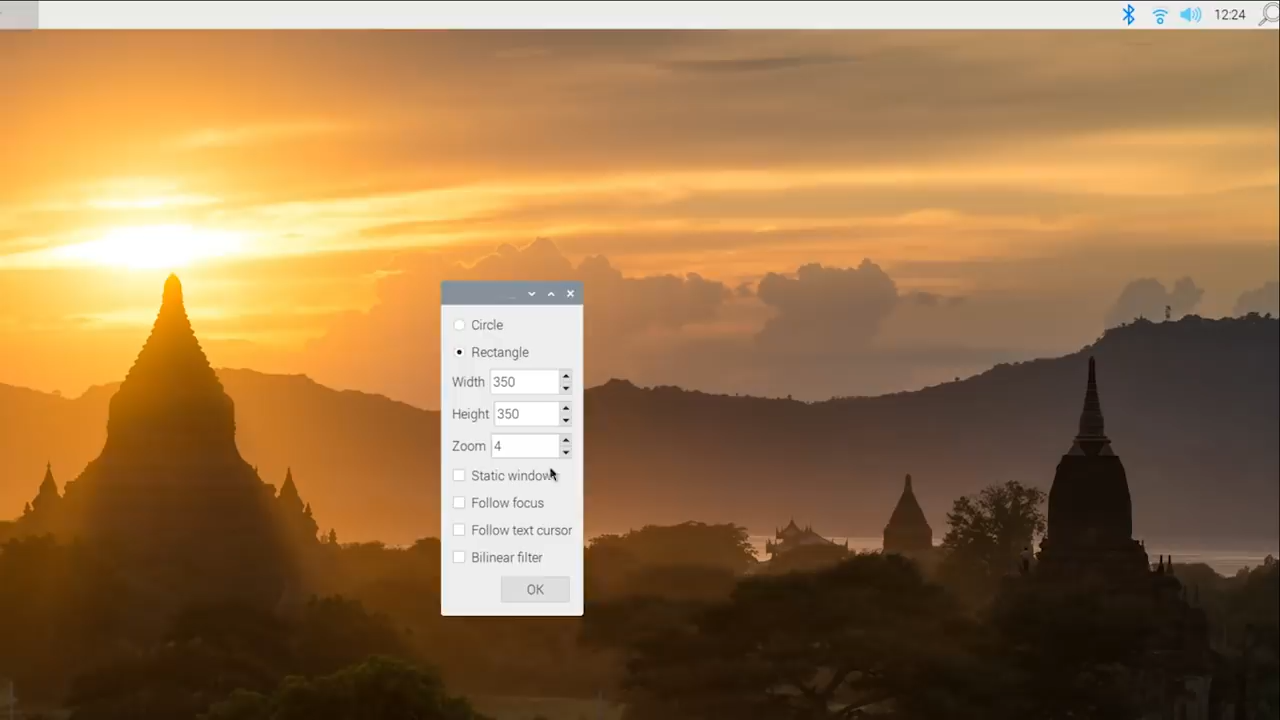 12:24
Circle
Rectangle
Width 350
Height 350
Zoom 4
Static window
Follow focus
Follow text cursor
Bilinear filter
OK